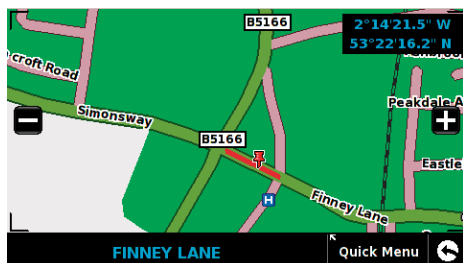 B5166
2°14'21.5" W
53°22'16.2" N
croft Road
Simonsway
Peakdale A
B5166
Eastle
H
Finney Lane
FINNEY LANE
Quick Menu